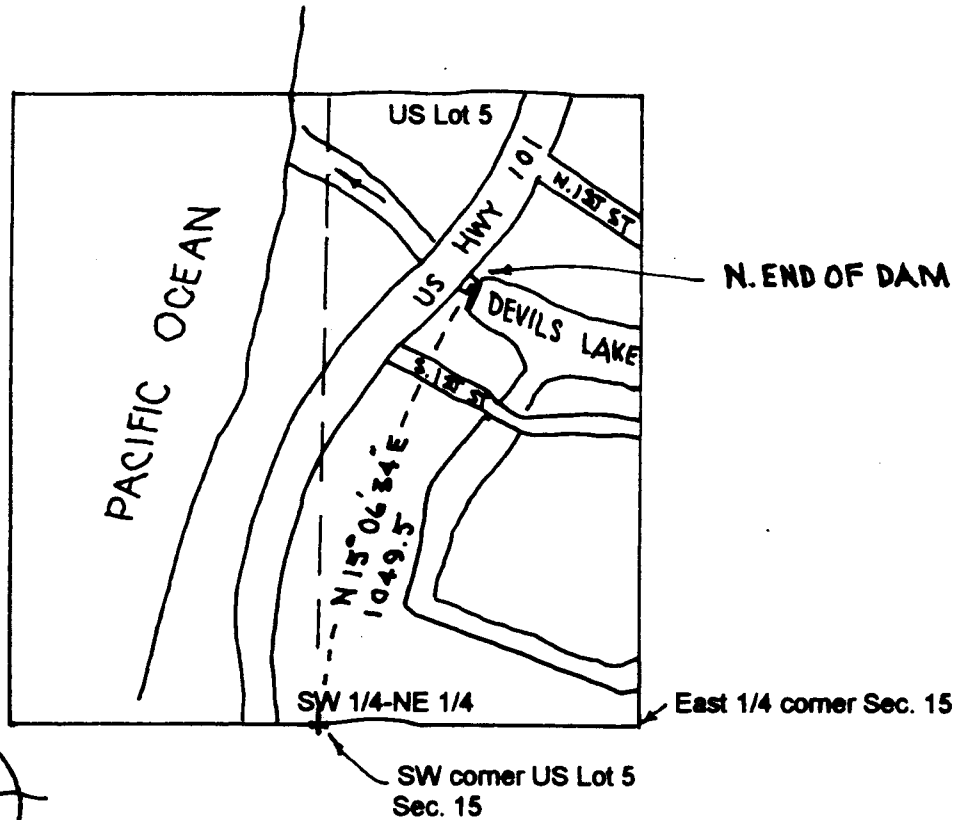 US Lot 5
US HWY 101
N. 1ST ST
PACIFIC OCEAN
N. END OF DAM
DEVILS LAKE
S. 1ST ST
N 15° 06' 34" E
1049.5
SW 1/4-NE 1/4
East 1/4 corner Sec. 15
SW corner US Lot 5
Sec. 15